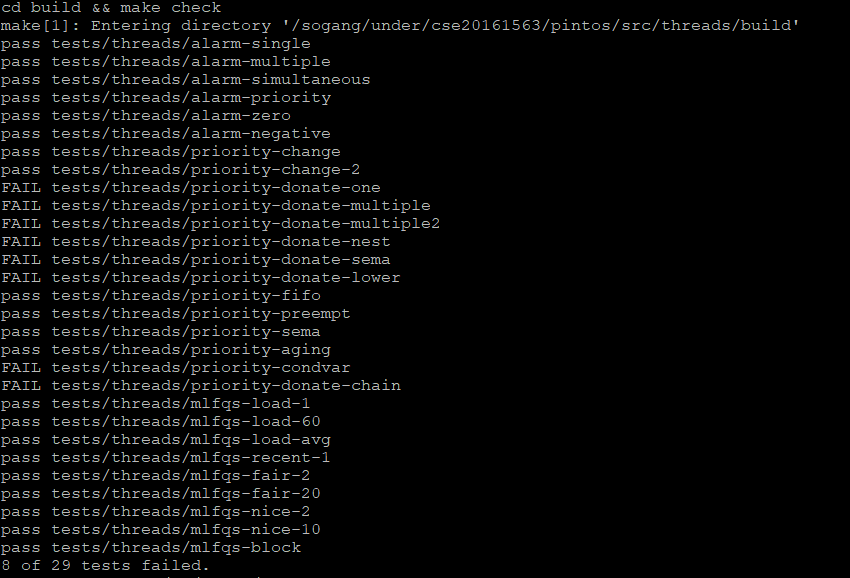 cd build && make check
make[1]: Entering directory '/sogang/under/cse20161563/pintos/src/threads/build'
pass tests/threads/alarm-single
pass tests/threads/alarm-multiple
pass tests/threads/alarm-simultaneous
pass tests/threads/alarm-priority
pass tests/threads/alarm-zero
pass tests/threads/alarm-negative
pass tests/threads/priority-change
pass tests/threads/priority-change-2
FAIL tests/threads/priority-donate-one
FAIL tests/threads/priority-donate-multiple
FAIL tests/threads/priority-donate-multiple2
FAIL tests/threads/priority-donate-nest
FAIL tests/threads/priority-donate-sema
FAIL tests/threads/priority-donate-lower
pass tests/threads/priority-fifo
pass tests/threads/priority-preempt
pass tests/threads/priority-sema
pass tests/threads/priority-aging
FAIL tests/threads/priority-condvar
FAIL tests/threads/priority-donate-chain
pass tests/threads/mlfqs-load-1
pass tests/threads/mlfqs-load-60
pass tests/threads/mlfqs-load-avg
pass tests/threads/mlfqs-recent-1
pass tests/threads/mlfqs-fair-2
pass tests/threads/mlfqs-fair-20
pass tests/threads/mlfqs-nice-2
pass tests/threads/mlfqs-nice-10
pass tests/threads/mlfqs-block
8 of 29 tests failed.